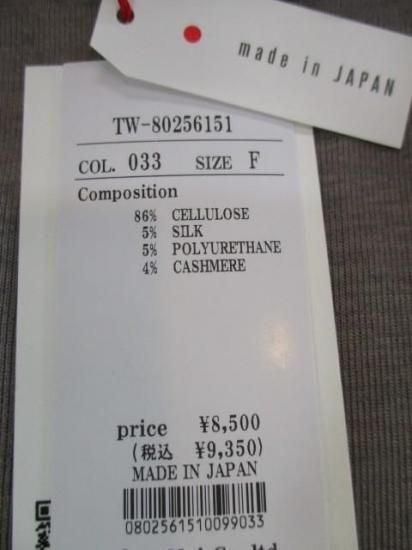 made in JAPAN
TW-80256151
COL. 033 SIZE F
Composition
86% CELLULOSE
5% SILK
5% POLYURETHANE
4% CASHMERE
price ¥8,500
(税込 ¥9,350)
MADE IN JAPAN
0802561510099033